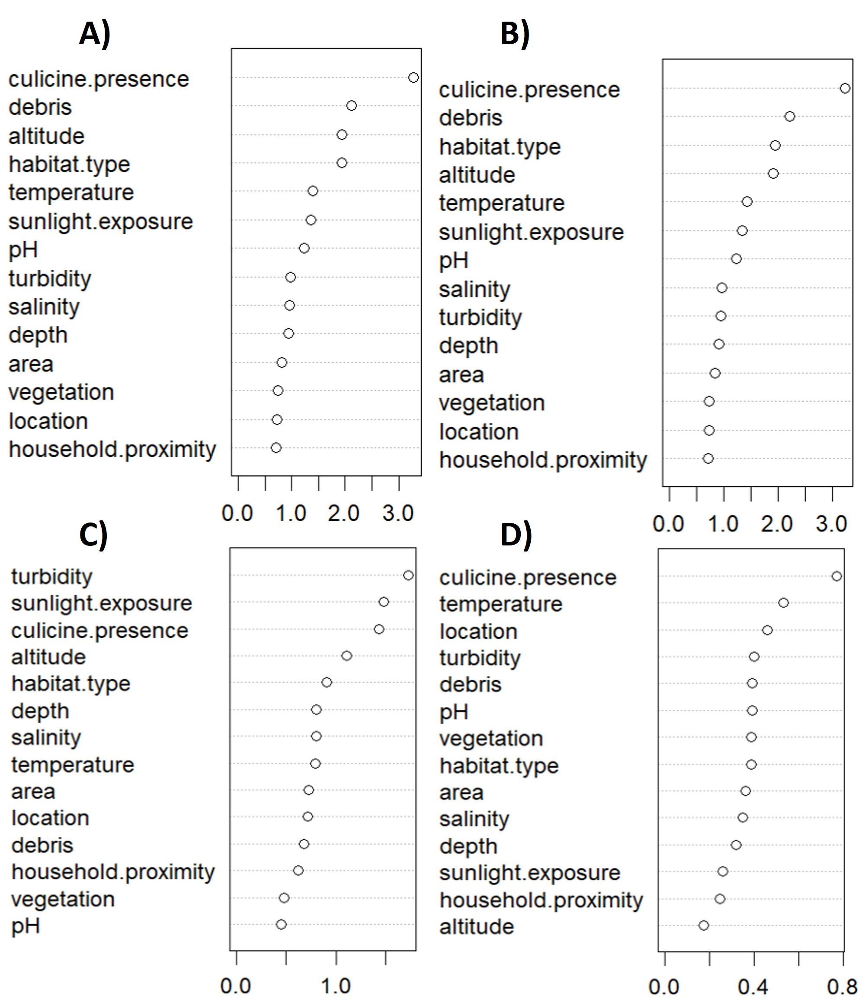 A)
culicine.presence
debris
altitude
habitat.type
temperature
sunlight.exposure
pH
turbidity
salinity
depth
area
vegetation
location
household.proximity
0.0 1.0 2.0 3.0
B)
culicine.presence
debris
habitat.type
altitude
temperature
sunlight.exposure
pH
salinity
turbidity
depth
area
vegetation
location
household.proximity
0.0 1.0 2.0 3.0
C)
turbidity
sunlight.exposure
culicine.presence
altitude
habitat.type
depth
salinity
temperature
area
location
debris
household.proximity
vegetation
pH
0.0 1.0
D)
culicine.presence
temperature
location
turbidity
debris
pH
vegetation
habitat.type
area
salinity
depth
sunlight.exposure
household.proximity
altitude
0.0 0.4 0.8